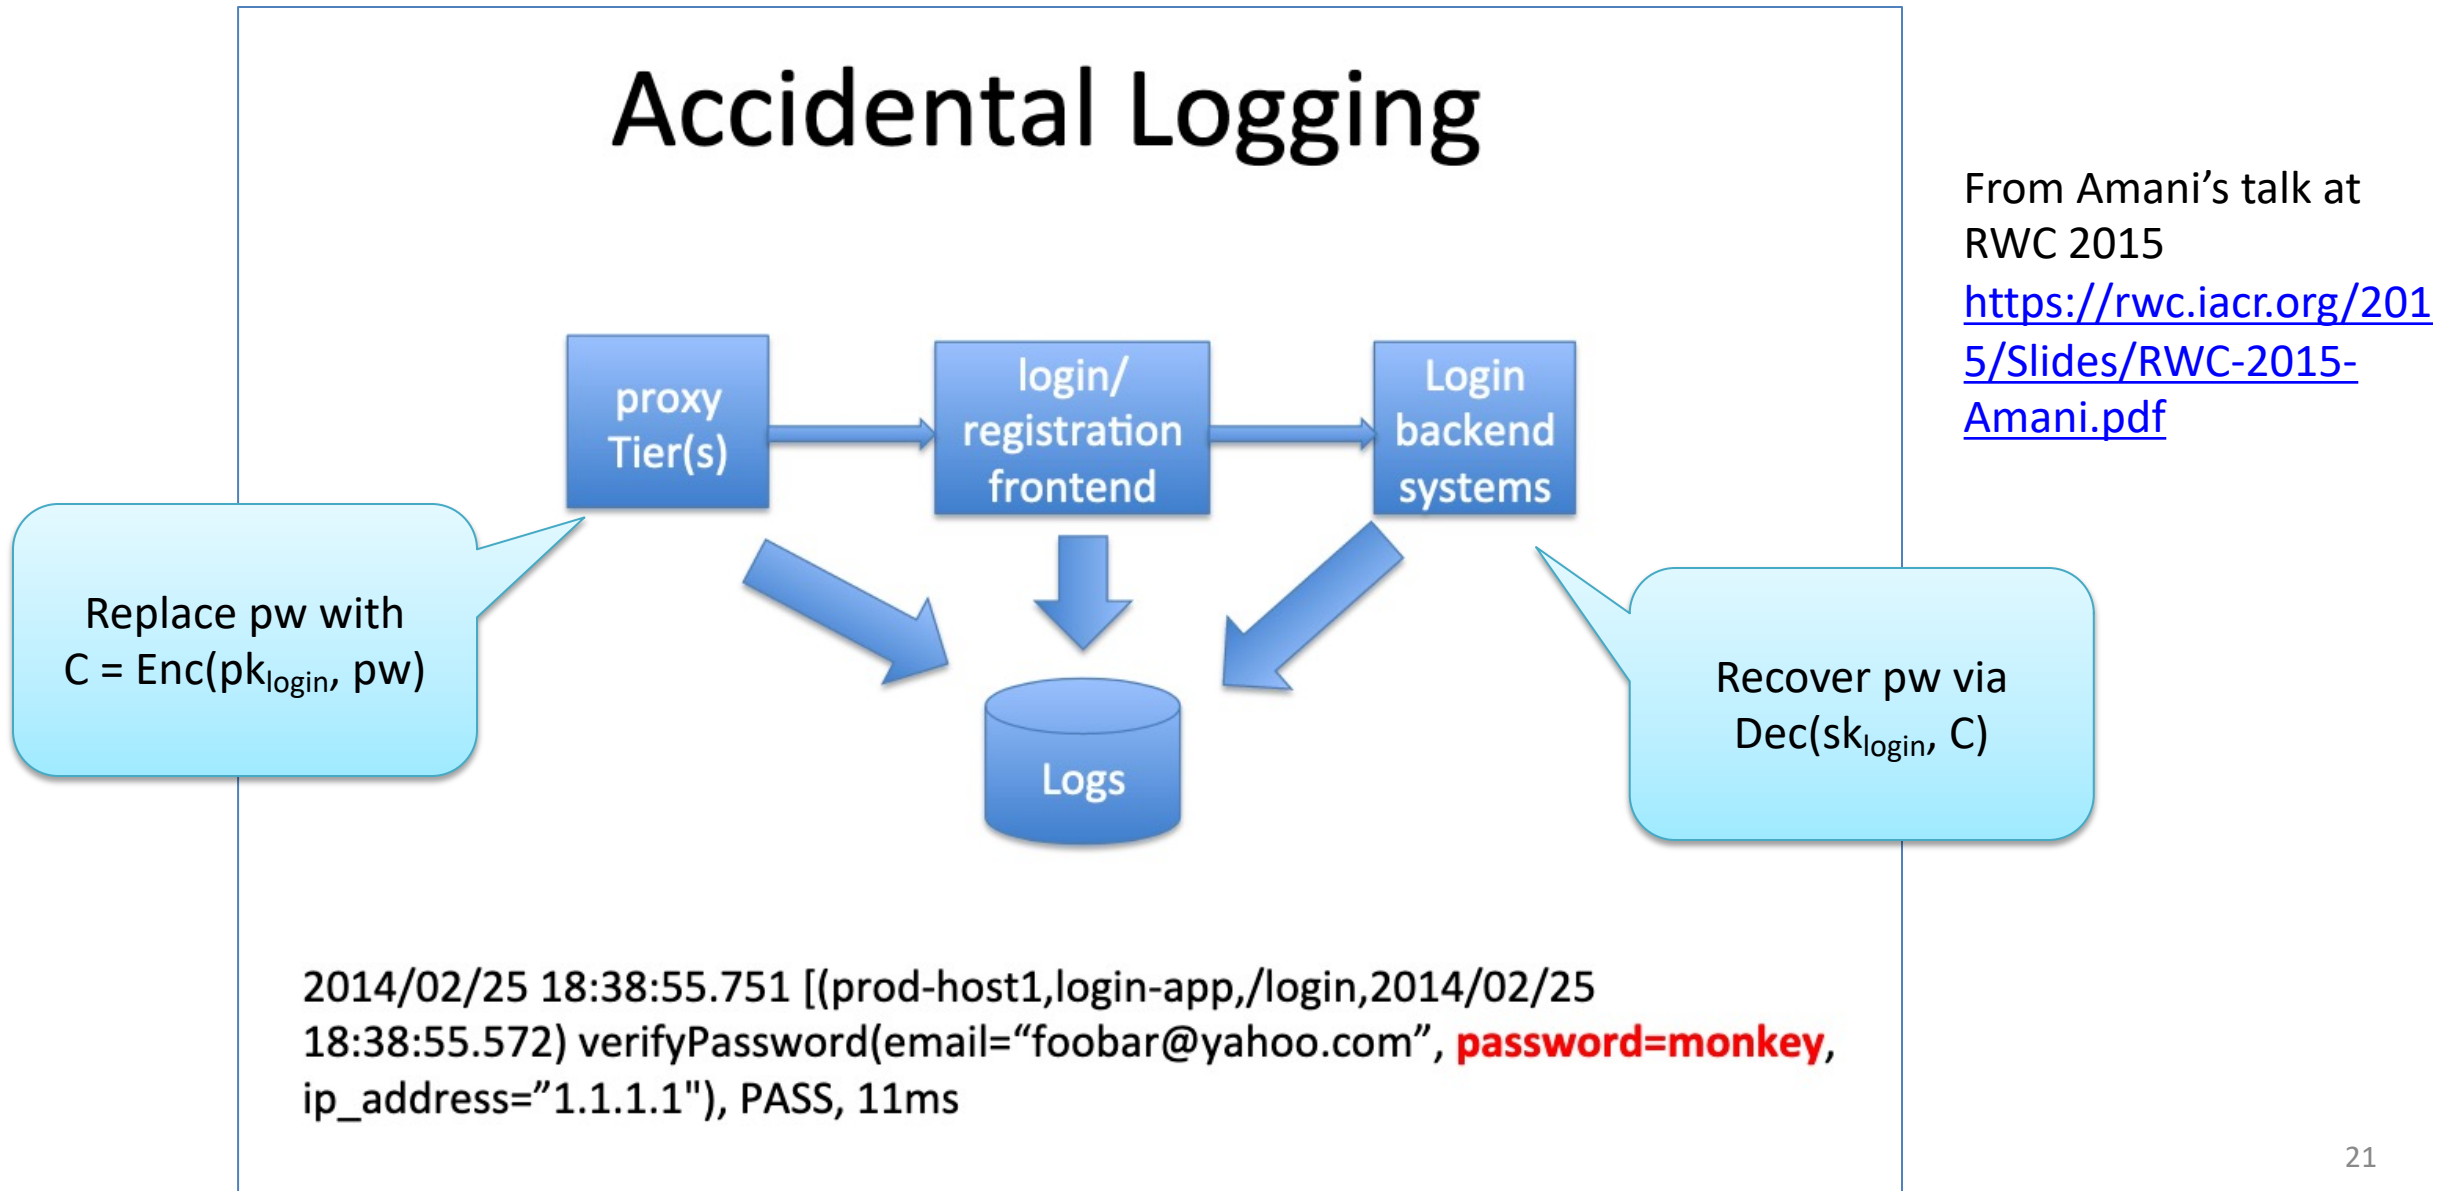 Accidental Logging
From Amani’s talk at
RWC 2015
https://rwc.iacr.org/201
5/Slides/RWC-2015-
Amani.pdf
proxy
Tier(s)
login/
registration
frontend
Login
backend
systems
Replace pw with
C = Enc(pklogin, pw)
Recover pw via
Dec(sklogin, C)
Logs
2014/02/25 18:38:55.751 [(prod-host1,login-app,/login,2014/02/25
18:38:55.572) verifyPassword(email=“foobar@yahoo.com”, password=monkey,
ip_address=”1.1.1.1"), PASS, 11ms
21